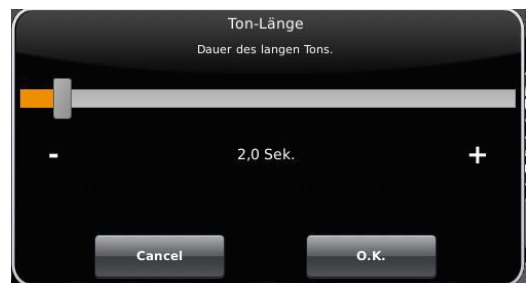 Ton-Länge
Dauer des langen Tons.
- 2,0 Sek. +
Cancel O.K.